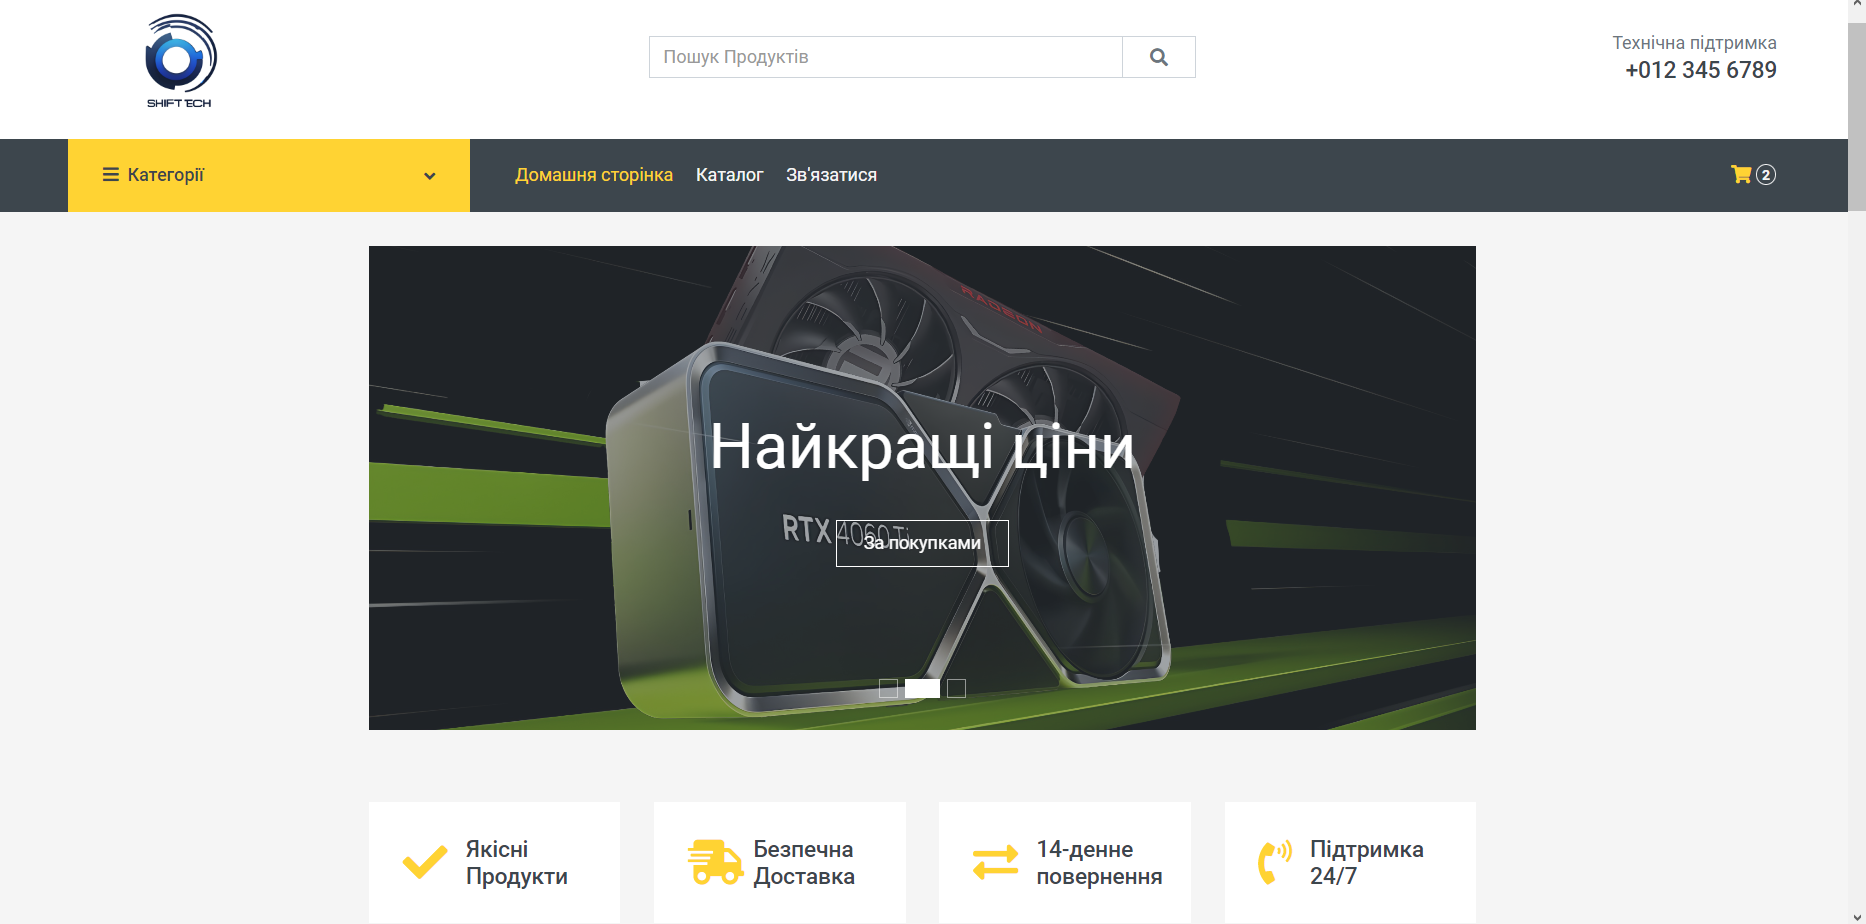 SHIFT TECH
Пошук Продуктів
Технічна підтримка
+012 345 6789
Категорії
Домашня сторінка
Каталог
Зв'язатися
2
RADEON
Найкращі ціни
RTX 4060 Ti
За покупками
Якісні
Продукти
Безпечна
Доставка
14-денне
повернення
Підтримка
24/7